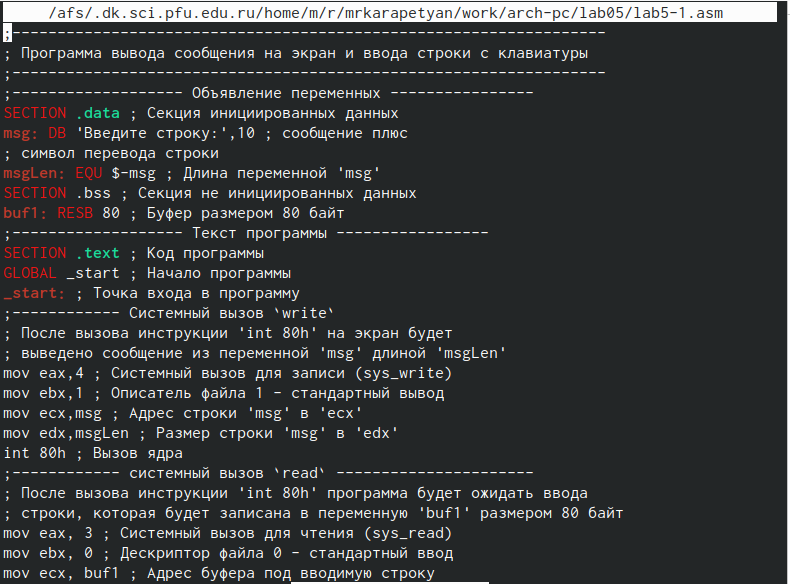 /afs/.dk.sci.pfu.edu.ru/home/m/r/mrkarapetyan/work/arch-pc/lab05/lab5-1.asm
;------------------------------------------------------------------
; Программа вывода сообщения на экран и ввода строки с клавиатуры
;------------------------------------------------------------------
;------------------- Объявление переменных ----------------
SECTION .data ; Секция инициированных данных
msg: DB 'Введите строку:',10 ; сообщение плюс
; символ перевода строки
msgLen: EQU $-msg ; Длина переменной 'msg'
SECTION .bss ; Секция не инициированных данных
buf1: RESB 80 ; Буфер размером 80 байт
;------------------- Текст программы -----------------
SECTION .text ; Код программы
GLOBAL _start ; Начало программы
_start: ; Точка входа в программу
;------------ Cистемный вызов `write`
; После вызова инструкции 'int 80h' на экран будет
; выведено сообщение из переменной 'msg' длиной 'msgLen'
mov eax,4 ; Системный вызов для записи (sys_write)
mov ebx,1 ; Описатель файла 1 - стандартный вывод
mov ecx,msg ; Адрес строки 'msg' в 'ecx'
mov edx,msgLen ; Размер строки 'msg' в 'edx'
int 80h ; Вызов ядра
;------------ системный вызов `read` ----------------------
; После вызова инструкции 'int 80h' программа будет ожидать ввода
; строки, которая будет записана в переменную 'buf1' размером 80 байт
mov eax, 3 ; Системный вызов для чтения (sys_read)
mov ebx, 0 ; Дескриптор файла 0 - стандартный ввод
mov ecx, buf1 ; Адрес буфера под вводимую строку